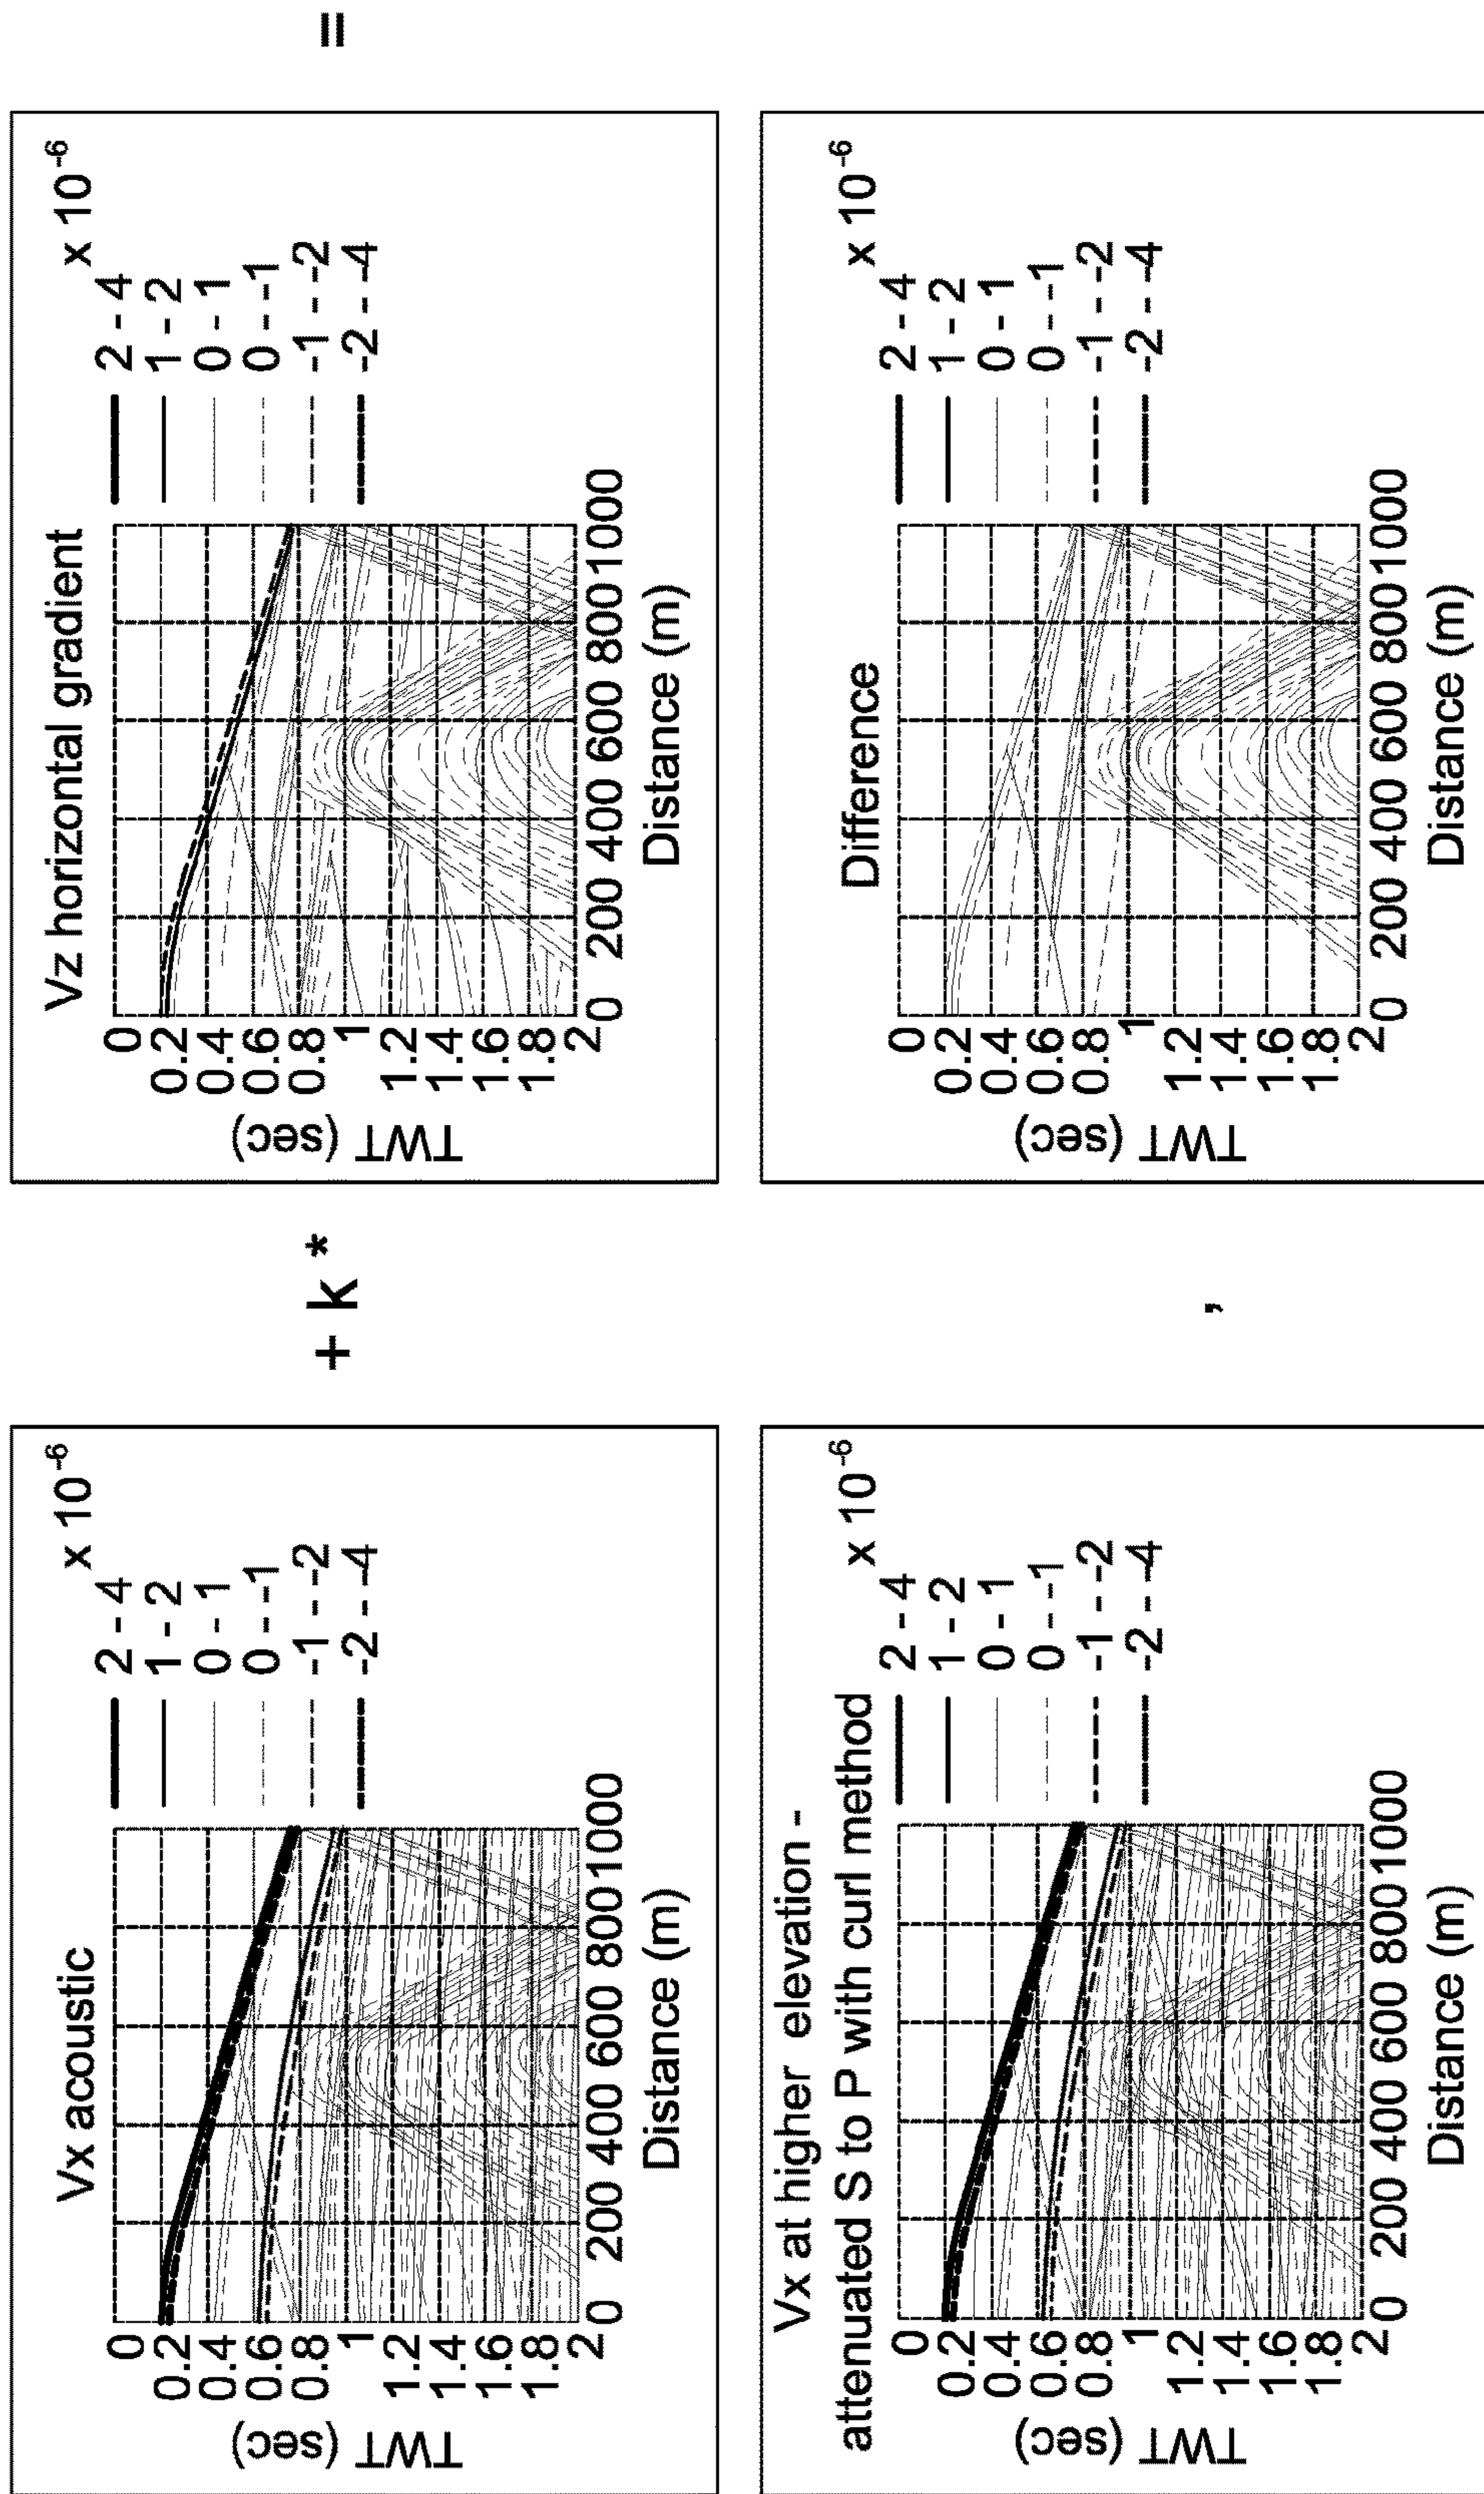 Vx acoustic
x 10-6
2 - 4
1 - 2
0 - 1
0 - -1
-1 - -2
-2 - -4
TWT (sec)
0
0.2
0.4
0.6
0.8
1
1.2
1.4
1.6
1.8
2
0 200 400 600 800 1000
Distance (m)
+ k *
Vz horizontal gradient
x 10-6
2 - 4
1 - 2
0 - 1
0 - -1
-1 - -2
-2 - -4
TWT (sec)
0
0.2
0.4
0.6
0.8
1
1.2
1.4
1.6
1.8
2
0 200 400 600 800 1000
Distance (m)
=
Vx at higher elevation -
attenuated S to P with curl method
x 10-6
2 - 4
1 - 2
0 - 1
0 - -1
-1 - -2
-2 - -4
TWT (sec)
0
0.2
0.4
0.6
0.8
1
1.2
1.4
1.6
1.8
2
0 200 400 600 800 1000
Distance (m)
,
Difference
x 10-6
2 - 4
1 - 2
0 - 1
0 - -1
-1 - -2
-2 - -4
TWT (sec)
0
0.2
0.4
0.6
0.8
1
1.2
1.4
1.6
1.8
2
0 200 400 600 800 1000
Distance (m)